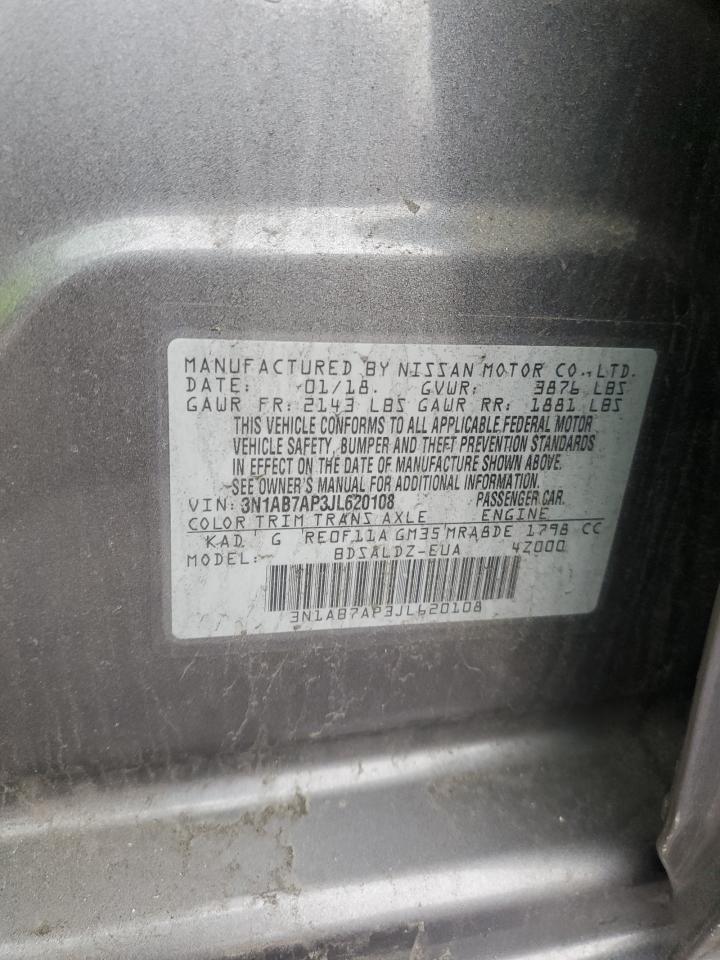 MANUFACTURED BY NISSAN MOTOR CO., LTD.
DATE: 01/18. GVWR: 3876 LBS
GAWR FR: 2143 LBS GAWR RR: 1881 LBS
THIS VEHICLE CONFORMS TO ALL APPLICABLE FEDERAL MOTOR
VEHICLE SAFETY, BUMPER AND THEFT PREVENTION STANDARDS
IN EFFECT ON THE DATE OF MANUFACTURE SHOWN ABOVE.
SEE OWNER'S MANUAL FOR ADDITIONAL INFORMATION.
VIN: 3N1AB7AP3JL620108 PASSENGER CAR.
COLOR TRIM TRANS AXLE ENGINE
KAD G RE0F11A GM35 MRA8DE 1798 CC
MODEL: BDSALDZ-EUA 4Z000
3N1AB7AP3JL620108